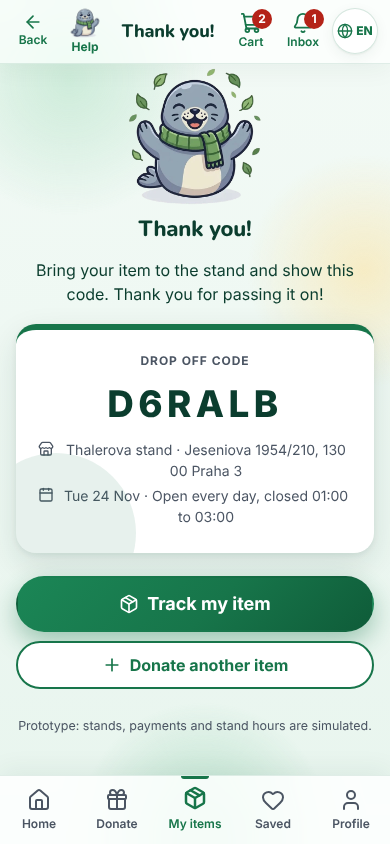 Back
Help
Thank you!
2
Cart
1
Inbox
EN
Thank you!
Bring your item to the stand and show this
code. Thank you for passing it on!
DROP OFF CODE
D6RALB
Thalerova stand · Jeseniova 1954/210, 130
00 Praha 3
Tue 24 Nov · Open every day, closed 01:00
to 03:00
Track my item
Donate another item
Prototype: stands, payments and stand hours are simulated.
Home
Donate
My items
Saved
Profile